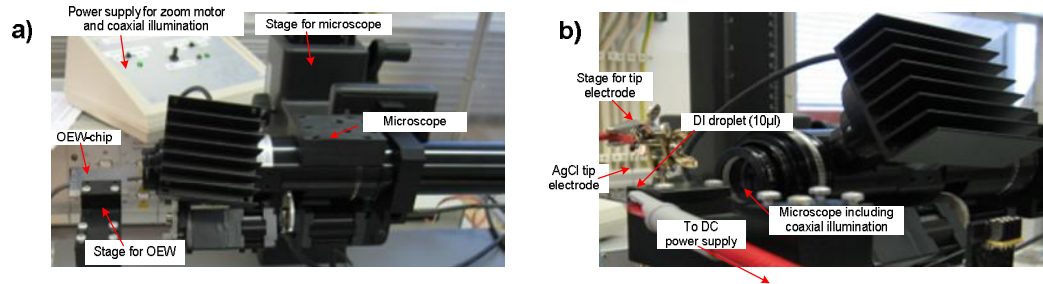 a)
Power supply for zoom motor
and coaxial illumination
Stage for microscope
Microscope
OEW-chip
Stage for OEW
b)
Stage for tip
electrode
DI droplet (10µl)
AgCl tip
electrode
Microscope including
coaxial illumination
To DC
power supply